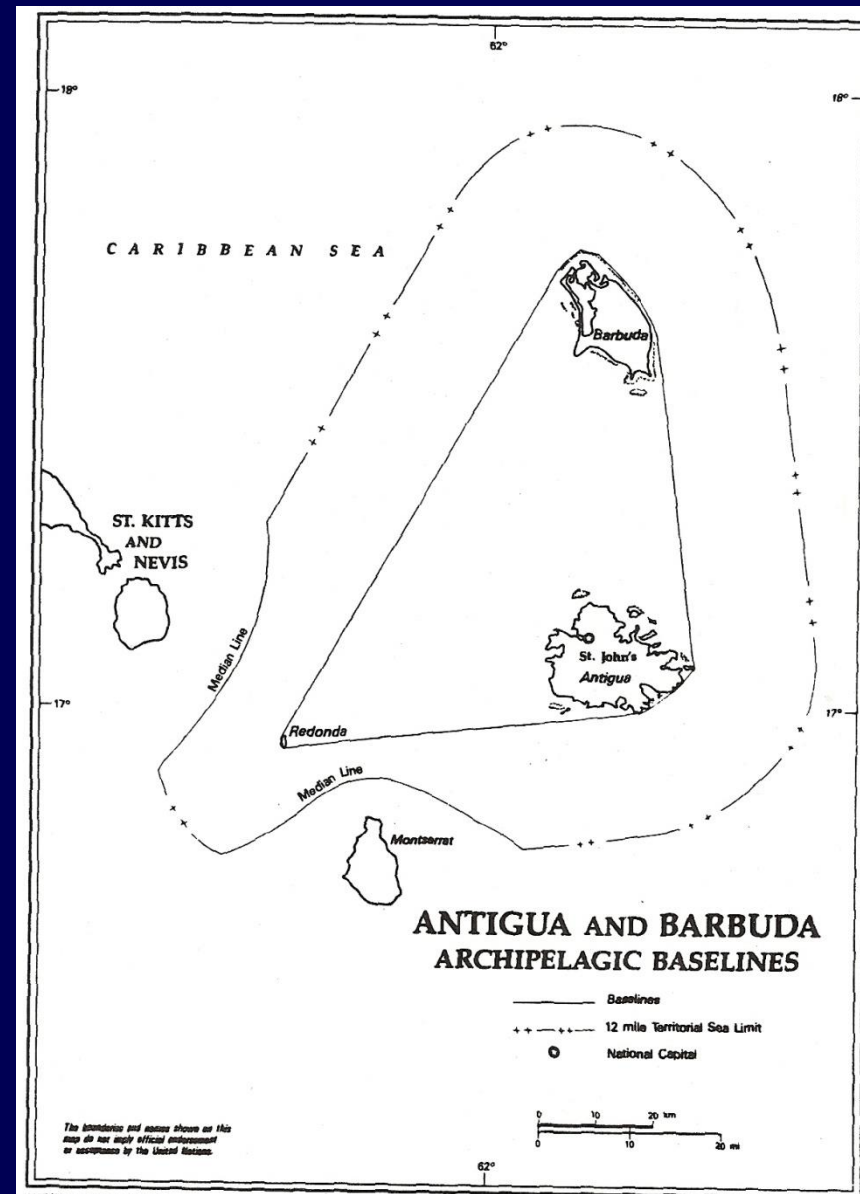 62°
18°
18°
CARIBBEAN SEA
Barbuda
ST. KITTS
AND
NEVIS
Median Line
St. John's
Antigua
17°
17°
Redonda
Median Line
Montserrat
ANTIGUA AND BARBUDA
ARCHIPELAGIC BASELINES
Baselines
12 mile Territorial Sea Limit
National Capital
The boundaries and names shown on this
map do not imply official endorsement
or acceptance by the United Nations.
0 10 20 km
0 10 20 mi
62°